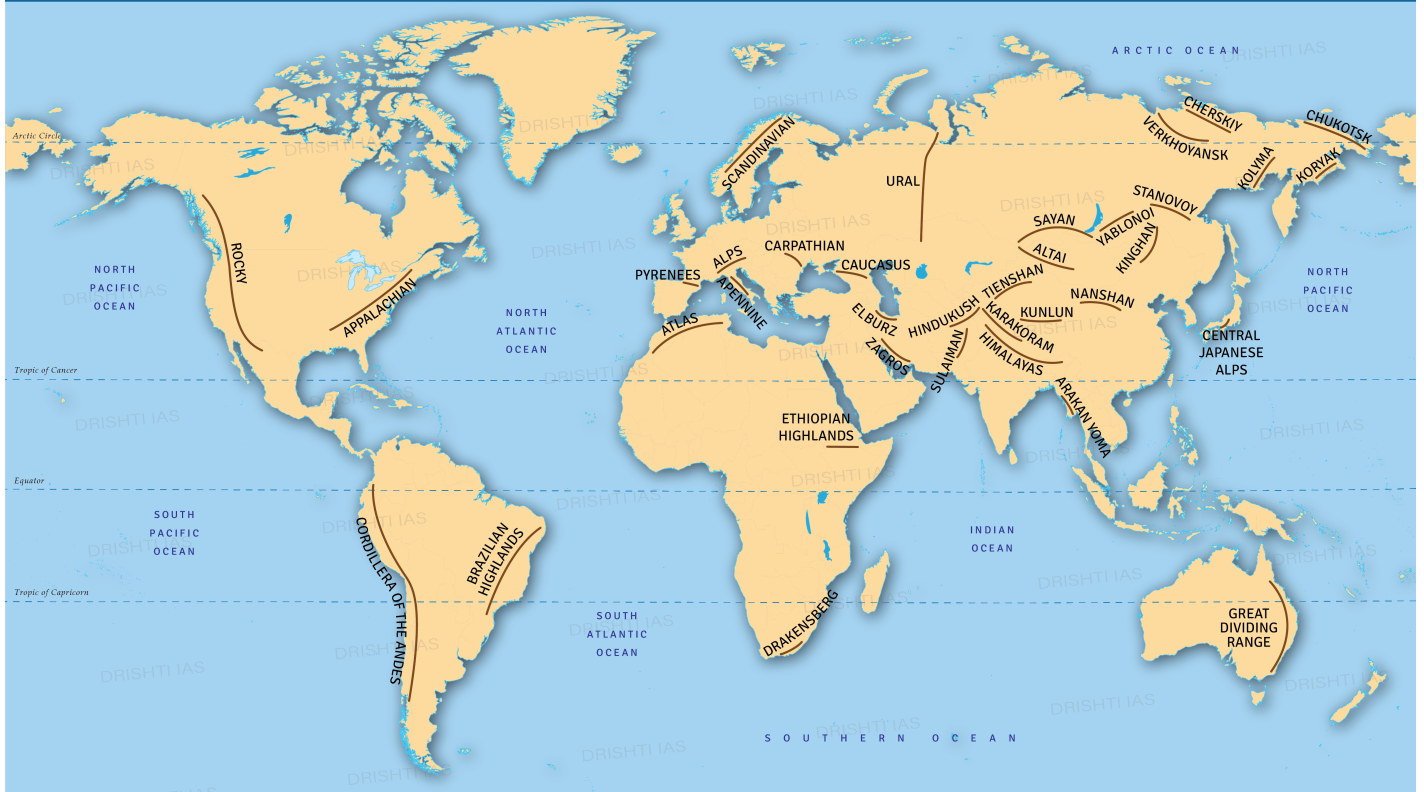 ARCTIC OCEAN
Arctic Circle
CHERSKIY
VERKHOYANSK
CHUKOTSK
KOLYMA
KORYAK
SCANDINAVIAN
URAL
STANOVOY
SAYAN
YABLONOI
KINGHAN
ALTAI
ROCKY
APPALACHIAN
NORTH
PACIFIC
OCEAN
NORTH
ATLANTIC
OCEAN
PYRENEES
ALPS
APENNINE
CARPATHIAN
CAUCASUS
ATLAS
ELBURZ
ZAGROS
HINDUKUSH
TIENSHAN
KARAKORAM
KUNLUN
NANSHAN
SULAIMAN
HIMALAYAS
ARAKAN YOMA
CENTRAL
JAPANESE
ALPS
NORTH
PACIFIC
OCEAN
Tropic of Cancer
ETHIOPIAN
HIGHLANDS
Equator
SOUTH
PACIFIC
OCEAN
CORDILLERA OF THE ANDES
BRAZILIAN
HIGHLANDS
INDIAN
OCEAN
Tropic of Capricorn
SOUTH
ATLANTIC
OCEAN
DRAKENSBERG
GREAT
DIVIDING
RANGE
SOUTHERN OCEAN
DRISHTI IAS